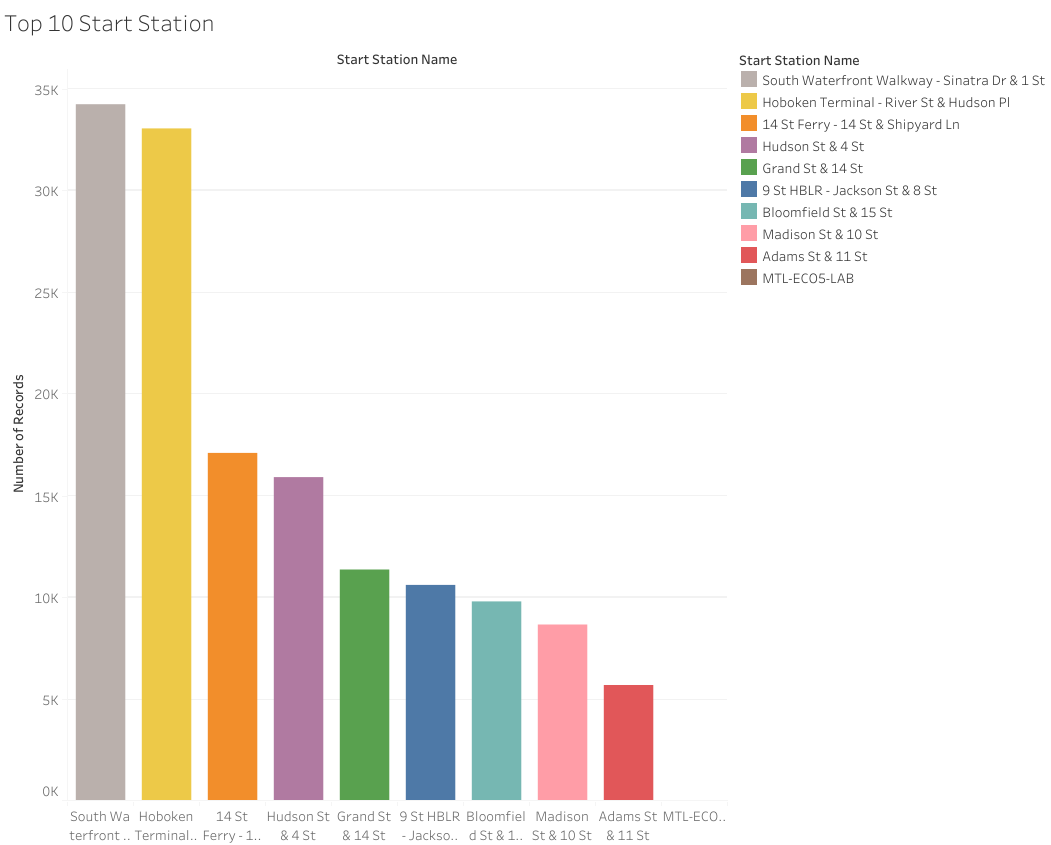 Top 10 Start Station
Start Station Name
Start Station Name
South Waterfront Walkway - Sinatra Dr & 1 St
Hoboken Terminal - River St & Hudson Pl
14 St Ferry - 14 St & Shipyard Ln
Hudson St & 4 St
Grand St & 14 St
9 St HBLR - Jackson St & 8 St
Bloomfield St & 15 St
Madison St & 10 St
Adams St & 11 St
MTL-ECO5-LAB
Number of Records
35K
30K
25K
20K
15K
10K
5K
0K
South Wa
terfront ..
Hoboken
Terminal..
14 St
Ferry - 1..
Hudson St
& 4 St
Grand St
& 14 St
9 St HBLR
- Jackso..
Bloomfiel
d St & 1..
Madison
St & 10 St
Adams St
& 11 St
MTL-ECO..